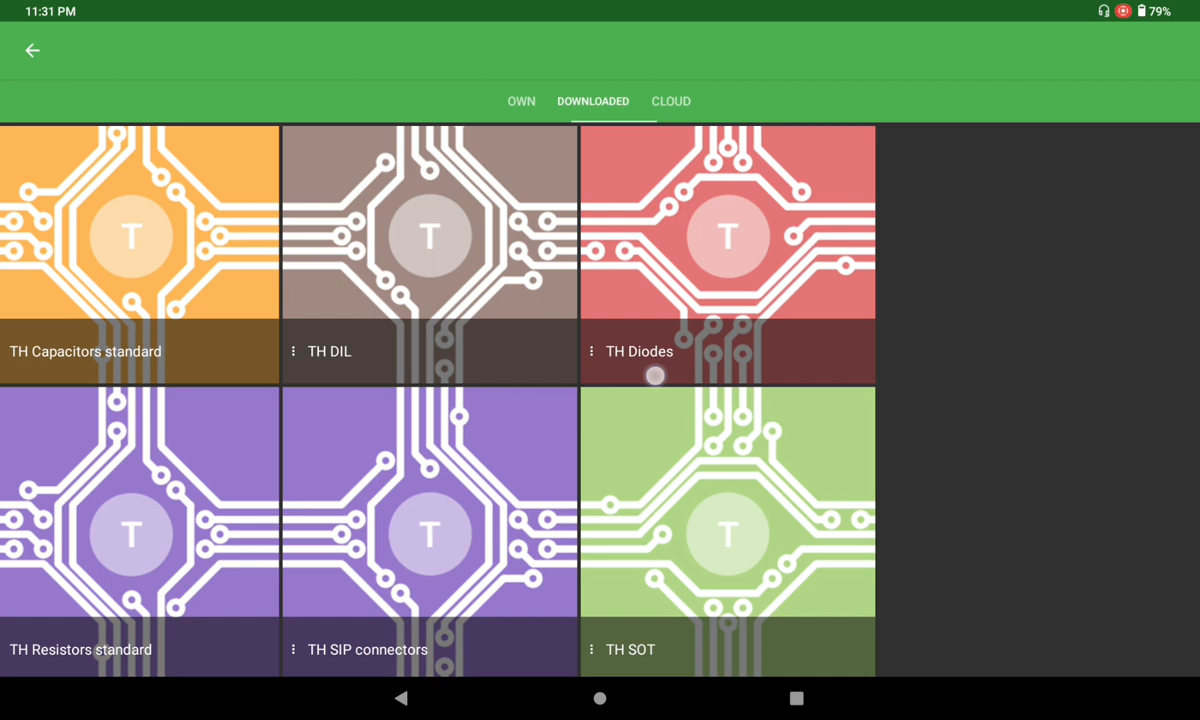 11:31 PM
79%
OWN
DOWNLOADED
CLOUD
T
T
T
TH Capacitors standard
TH DIL
TH Diodes
T
T
T
TH Resistors standard
TH SIP connectors
TH SOT